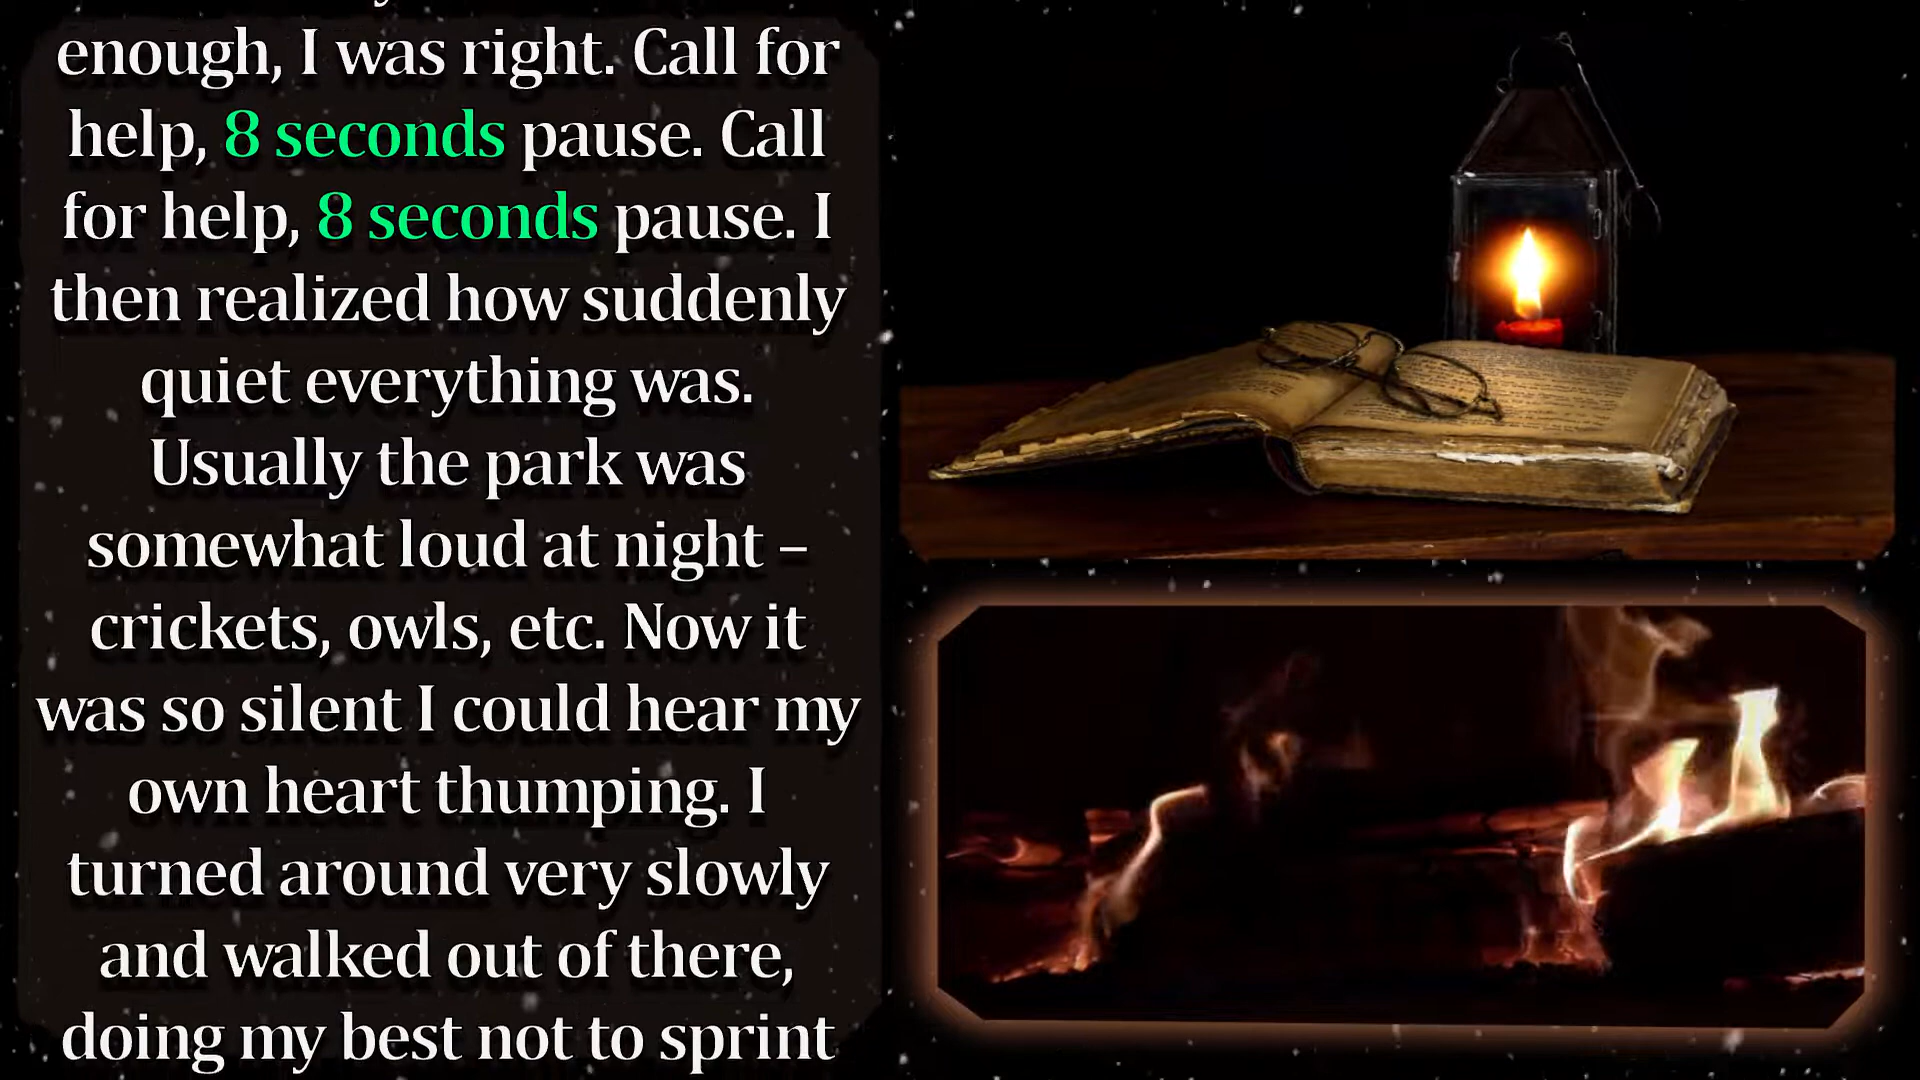 enough, I was right. Call for
help, 8 seconds pause. Call
for help, 8 seconds pause. I
then realized how suddenly
quiet everything was.
Usually the park was
somewhat loud at night –
crickets, owls, etc. Now it
was so silent I could hear my
own heart thumping. I
turned around very slowly
and walked out of there,
doing my best not to sprint